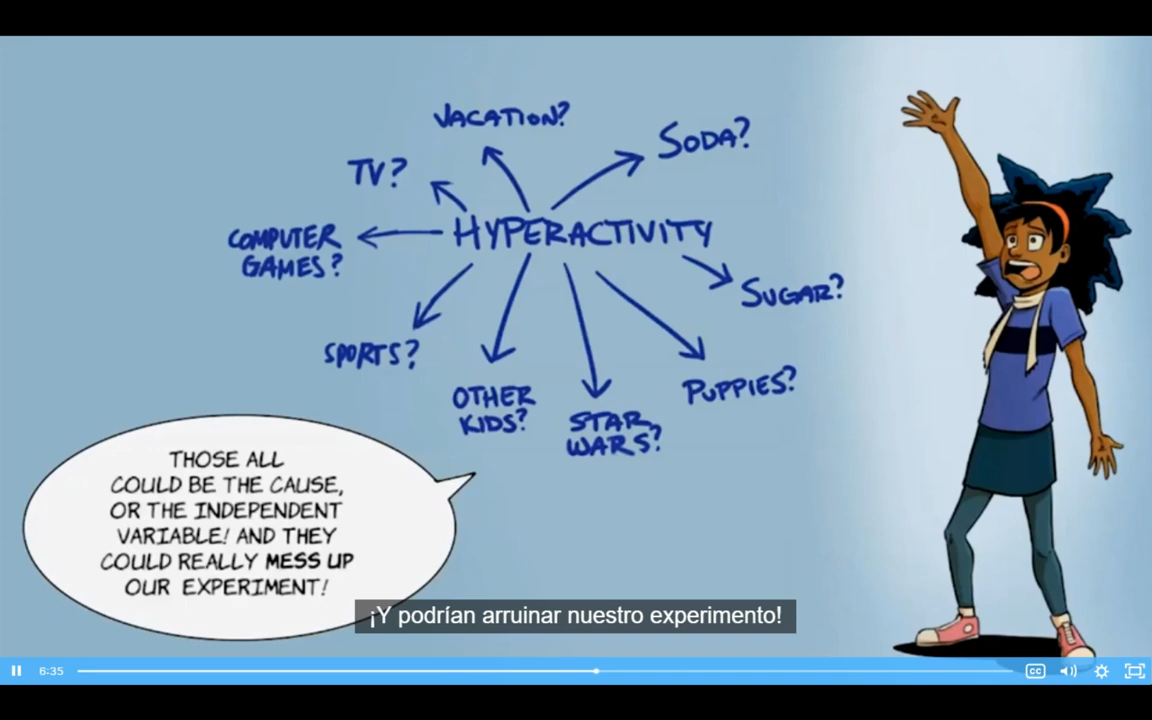 VACATION?
SODA?
TV?
HYPERACTIVITY
COMPUTER
GAMES?
SUGAR?
SPORTS?
OTHER
KIDS?
STAR
WARS?
PUPPIES?
THOSE ALL
COULD BE THE CAUSE,
OR THE INDEPENDENT
VARIABLE! AND THEY
COULD REALLY MESS UP
OUR EXPERIMENT!
¡Y podrían arruinar nuestro experimento!
6:35
CC